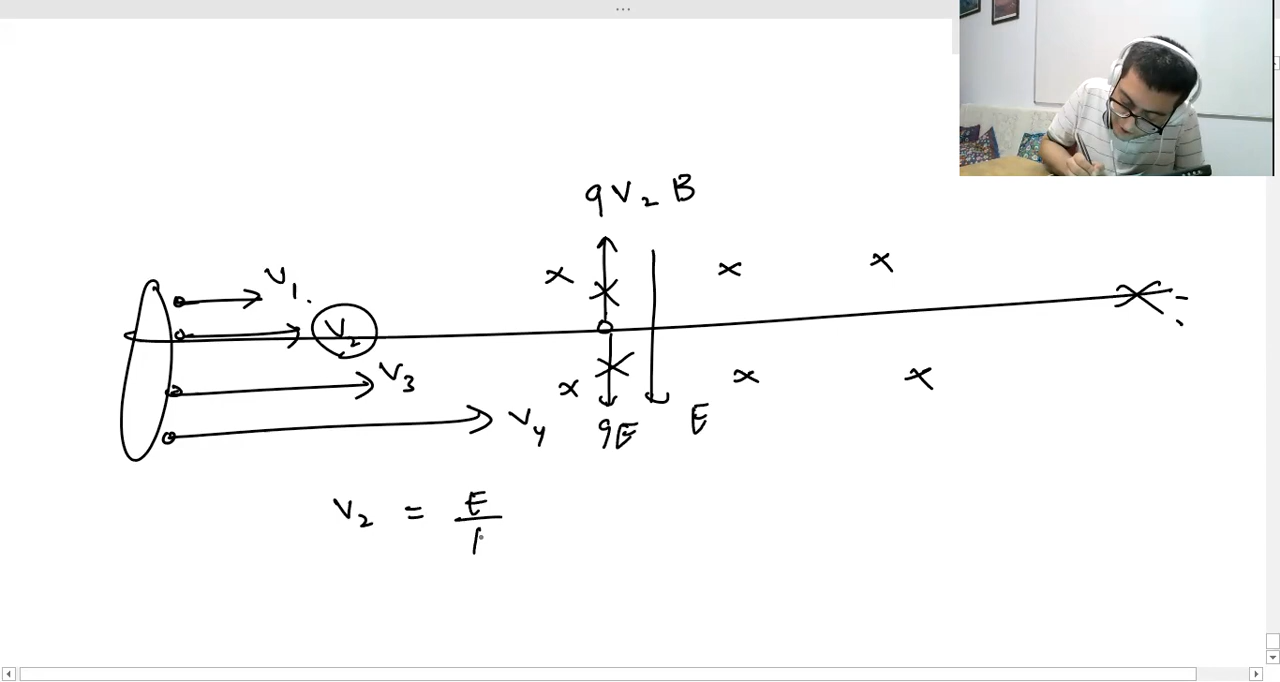 qV₂B
V₁.
V₂
V₃
V₄
qE
E
V₂ = E